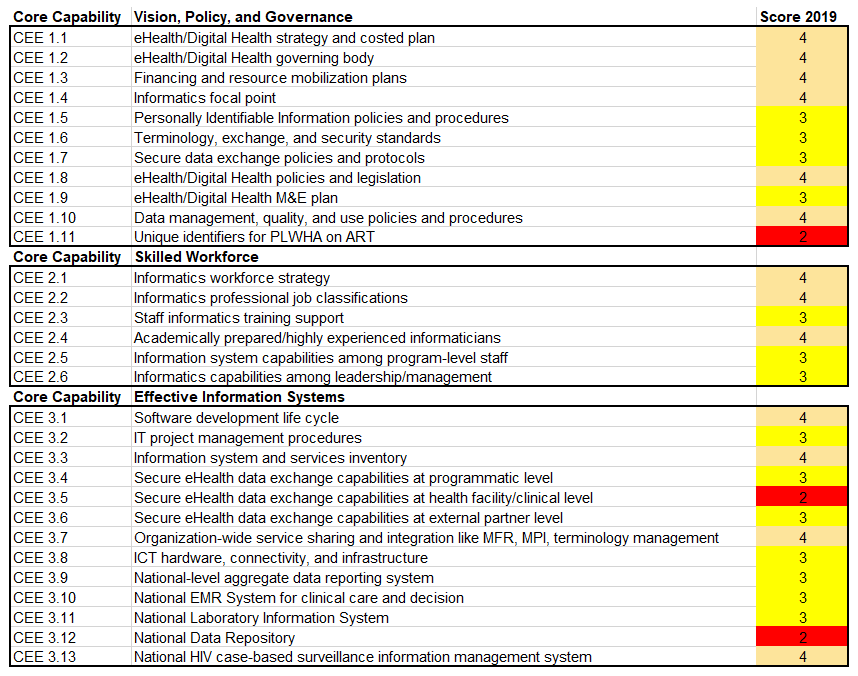 Core Capability Vision, Policy, and Governance Score 2019
CEE 1.1 eHealth/Digital Health strategy and costed plan 4
CEE 1.2 eHealth/Digital Health governing body 4
CEE 1.3 Financing and resource mobilization plans 4
CEE 1.4 Informatics focal point 4
CEE 1.5 Personally Identifiable Information policies and procedures 3
CEE 1.6 Terminology, exchange, and security standards 3
CEE 1.7 Secure data exchange policies and protocols 3
CEE 1.8 eHealth/Digital Health policies and legislation 4
CEE 1.9 eHealth/Digital Health M&E plan 3
CEE 1.10 Data management, quality, and use policies and procedures 4
CEE 1.11 Unique identifiers for PLWHA on ART 2
Core Capability Skilled Workforce
CEE 2.1 Informatics workforce strategy 4
CEE 2.2 Informatics professional job classifications 4
CEE 2.3 Staff informatics training support 3
CEE 2.4 Academically prepared/highly experienced informaticians 4
CEE 2.5 Information system capabilities among program-level staff 3
CEE 2.6 Informatics capabilities among leadership/management 3
Core Capability Effective Information Systems
CEE 3.1 Software development life cycle 4
CEE 3.2 IT project management procedures 3
CEE 3.3 Information system and services inventory 4
CEE 3.4 Secure eHealth data exchange capabilities at programmatic level 3
CEE 3.5 Secure eHealth data exchange capabilities at health facility/clinical level 2
CEE 3.6 Secure eHealth data exchange capabilities at external partner level 3
CEE 3.7 Organization-wide service sharing and integration like MFR, MPI, terminology management 4
CEE 3.8 ICT hardware, connectivity, and infrastructure 3
CEE 3.9 National-level aggregate data reporting system 3
CEE 3.10 National EMR System for clinical care and decision 3
CEE 3.11 National Laboratory Information System 3
CEE 3.12 National Data Repository 2
CEE 3.13 National HIV case-based surveillance information management system 4